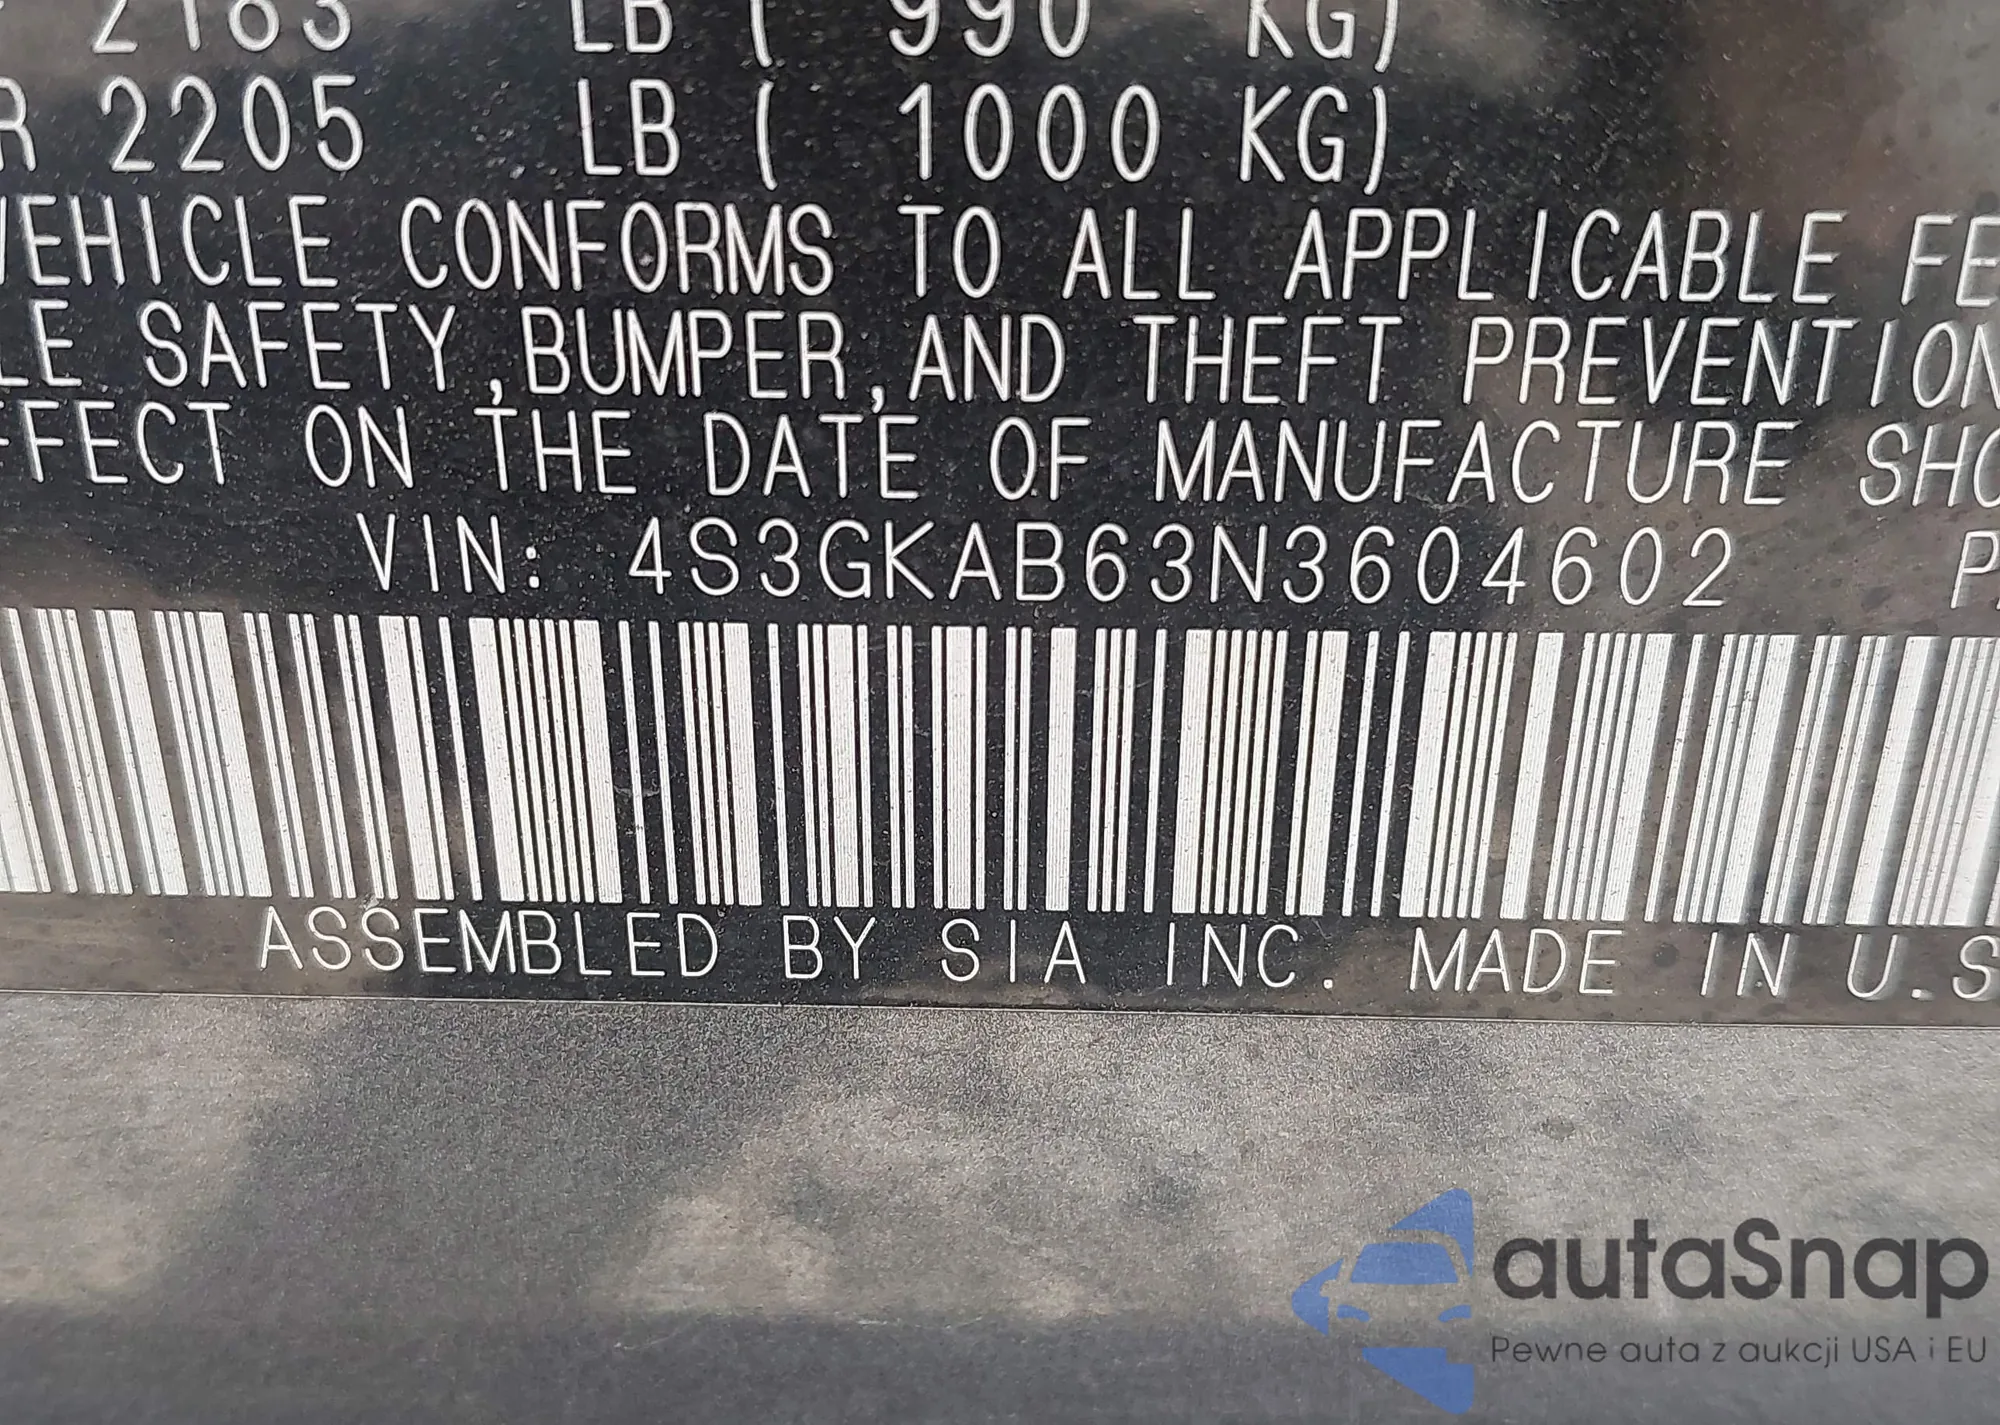 2183 LB ( 990 KG)
R 2205 LB ( 1000 KG)
VEHICLE CONFORMS TO ALL APPLICABLE FE
LE SAFETY,BUMPER,AND THEFT PREVENTION
FFECT ON THE DATE OF MANUFACTURE SHO
VIN: 4S3GKAB63N3604602 P
ASSEMBLED BY SIA INC. MADE IN U.S
autaSnap
Pewne auta z aukcji USA i EU